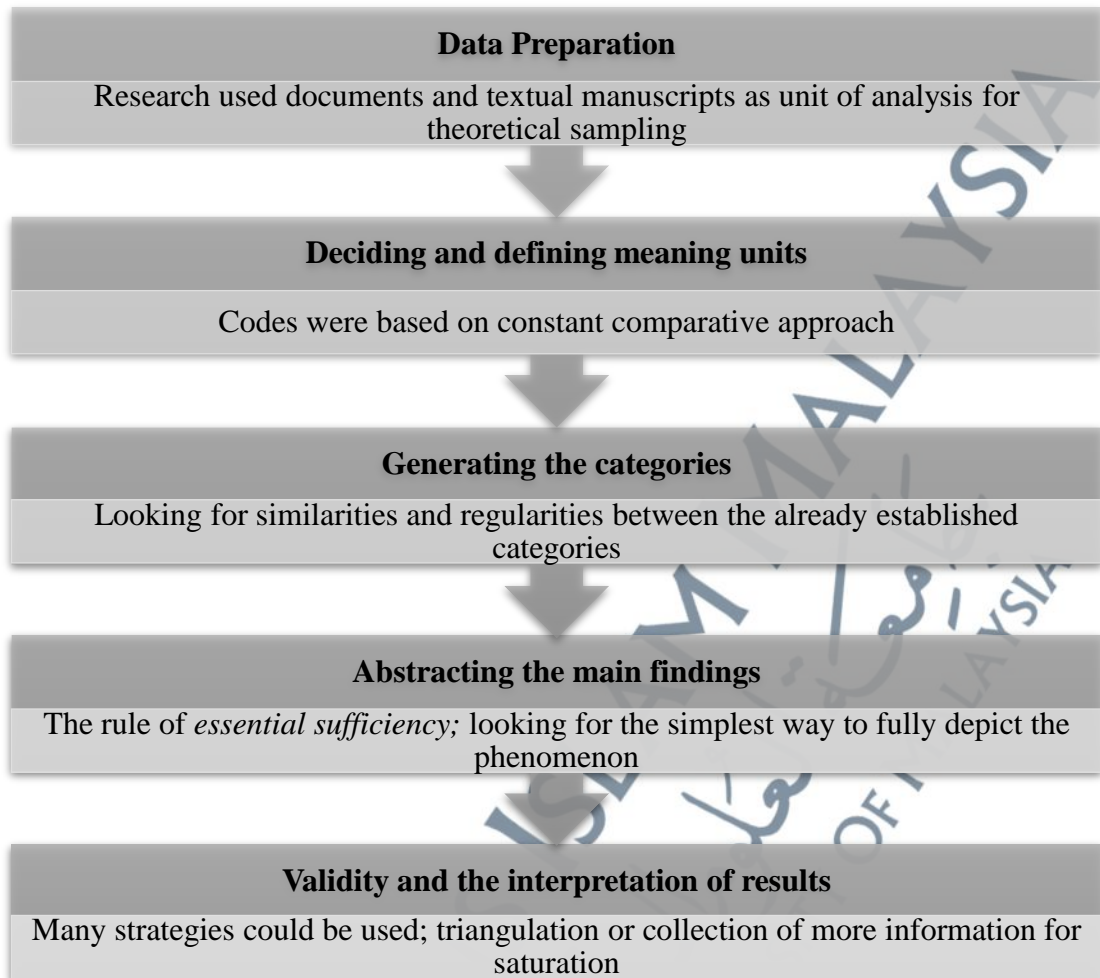 Data Preparation
Research used documents and textual manuscripts as unit of analysis for
theoretical sampling
Deciding and defining meaning units
Codes were based on constant comparative approach
Generating the categories
Looking for similarities and regularities between the already established
categories
Abstracting the main findings
The rule of essential sufficiency; looking for the simplest way to fully depict the
phenomenon
Validity and the interpretation of results
Many strategies could be used; triangulation or collection of more information for
saturation
ISLAM MALAYSIA
OF MALAYSIA